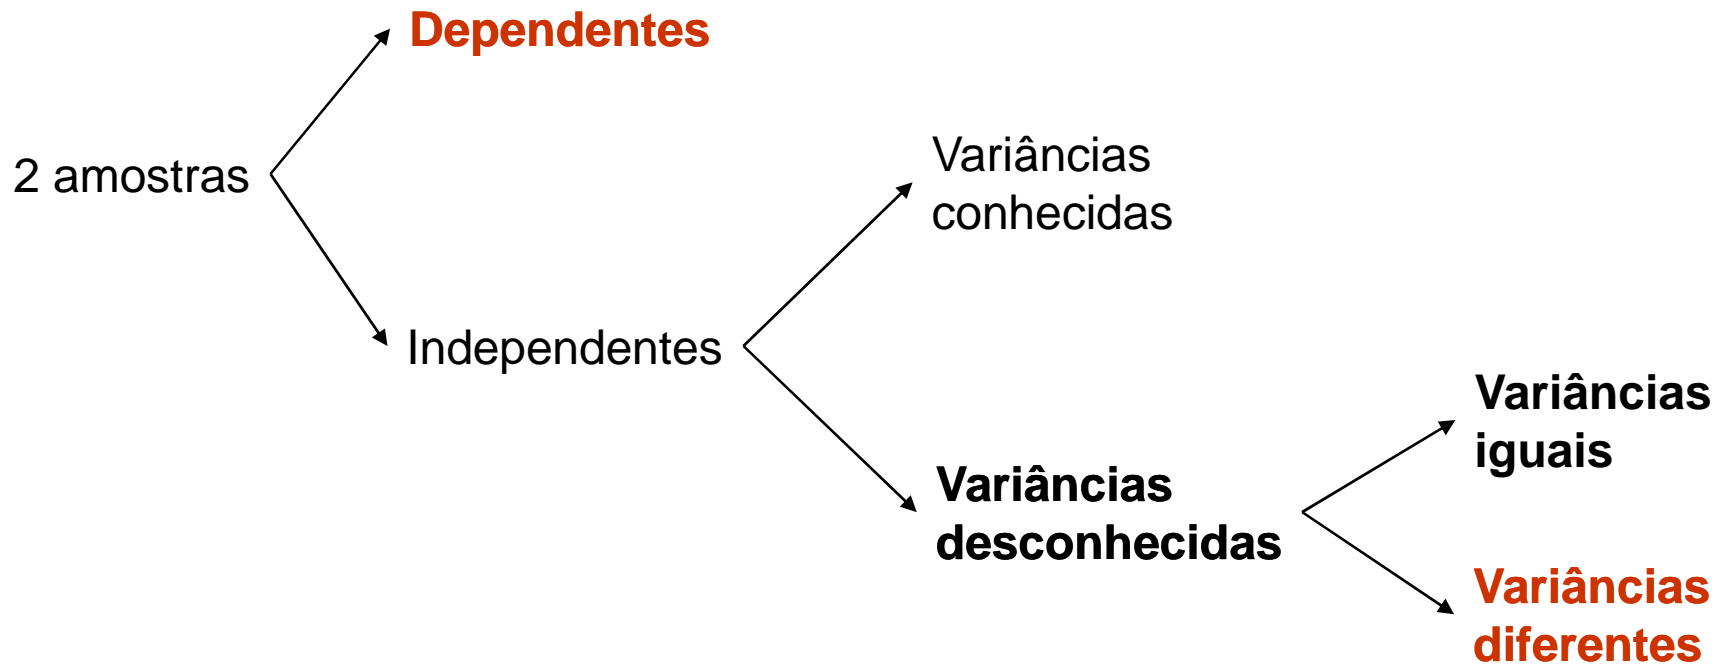 Dependentes
2 amostras
Variâncias
conhecidas
Independentes
Variâncias
iguais
Variâncias
desconhecidas
Variâncias
diferentes